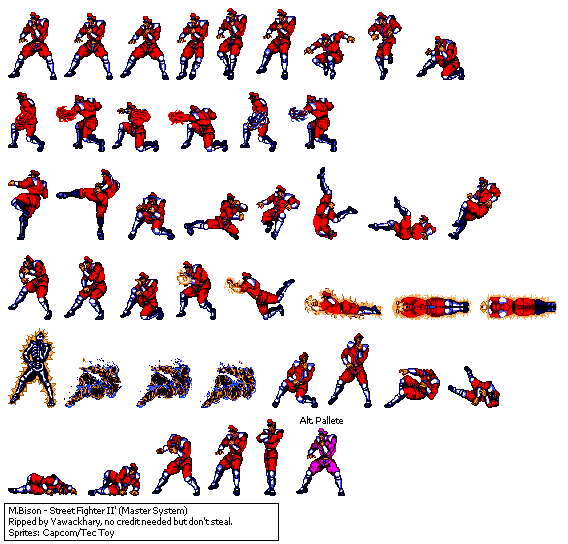 Alt. Pallete
M.Bison - Street Fighter II' (Master System)
Ripped by Yawackhary, no credit needed but don't steal.
Sprites: Capcom/Tec Toy